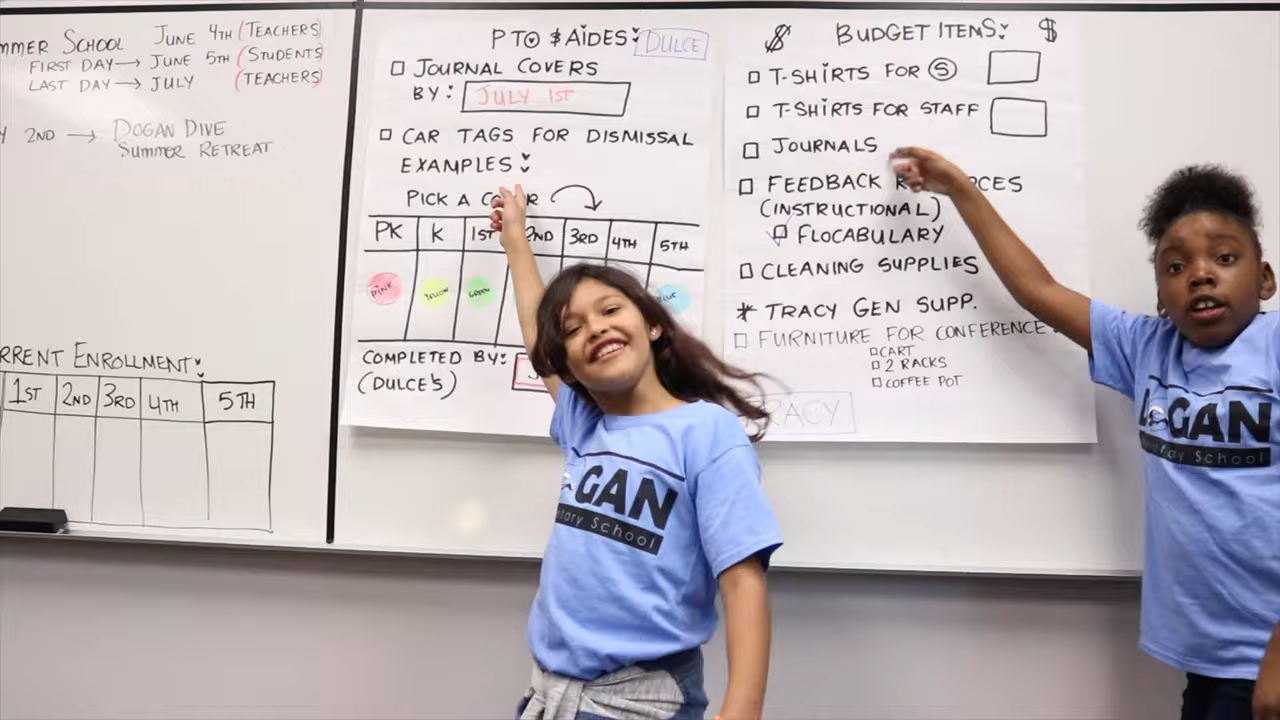 SUMMER SCHOOL JUNE 4TH (TEACHERS)
FIRST DAY → JUNE 5TH (STUDENTS)
LAST DAY → JULY (TEACHERS)
2ND → DOGAN DIVE
SUMMER RETREAT
ENROLLMENT:
1ST 2ND 3RD 4TH 5TH
PTO $ AIDES: DULCE
JOURNAL COVERS
BY: JULY 1ST
CAR TAGS FOR DISMISSAL
EXAMPLES:
PICK A
PK K 1ST 2ND 3RD 4TH 5TH
PINK YELLOW GREEN BLUE
COMPLETED BY:
(DULCE'S)
$ BUDGET ITEMS: $
T-SHIRTS FOR S
T-SHIRTS FOR STAFF
JOURNALS
FEEDBACK
(INSTRUCTIONAL)
FLOCABULARY
CLEANING SUPPLIES
* TRACY GEN SUPP.
FURNITURE FOR CONFERENCE
CART
2 RACKS
COFFEE POT
GAN
School
GAN
School